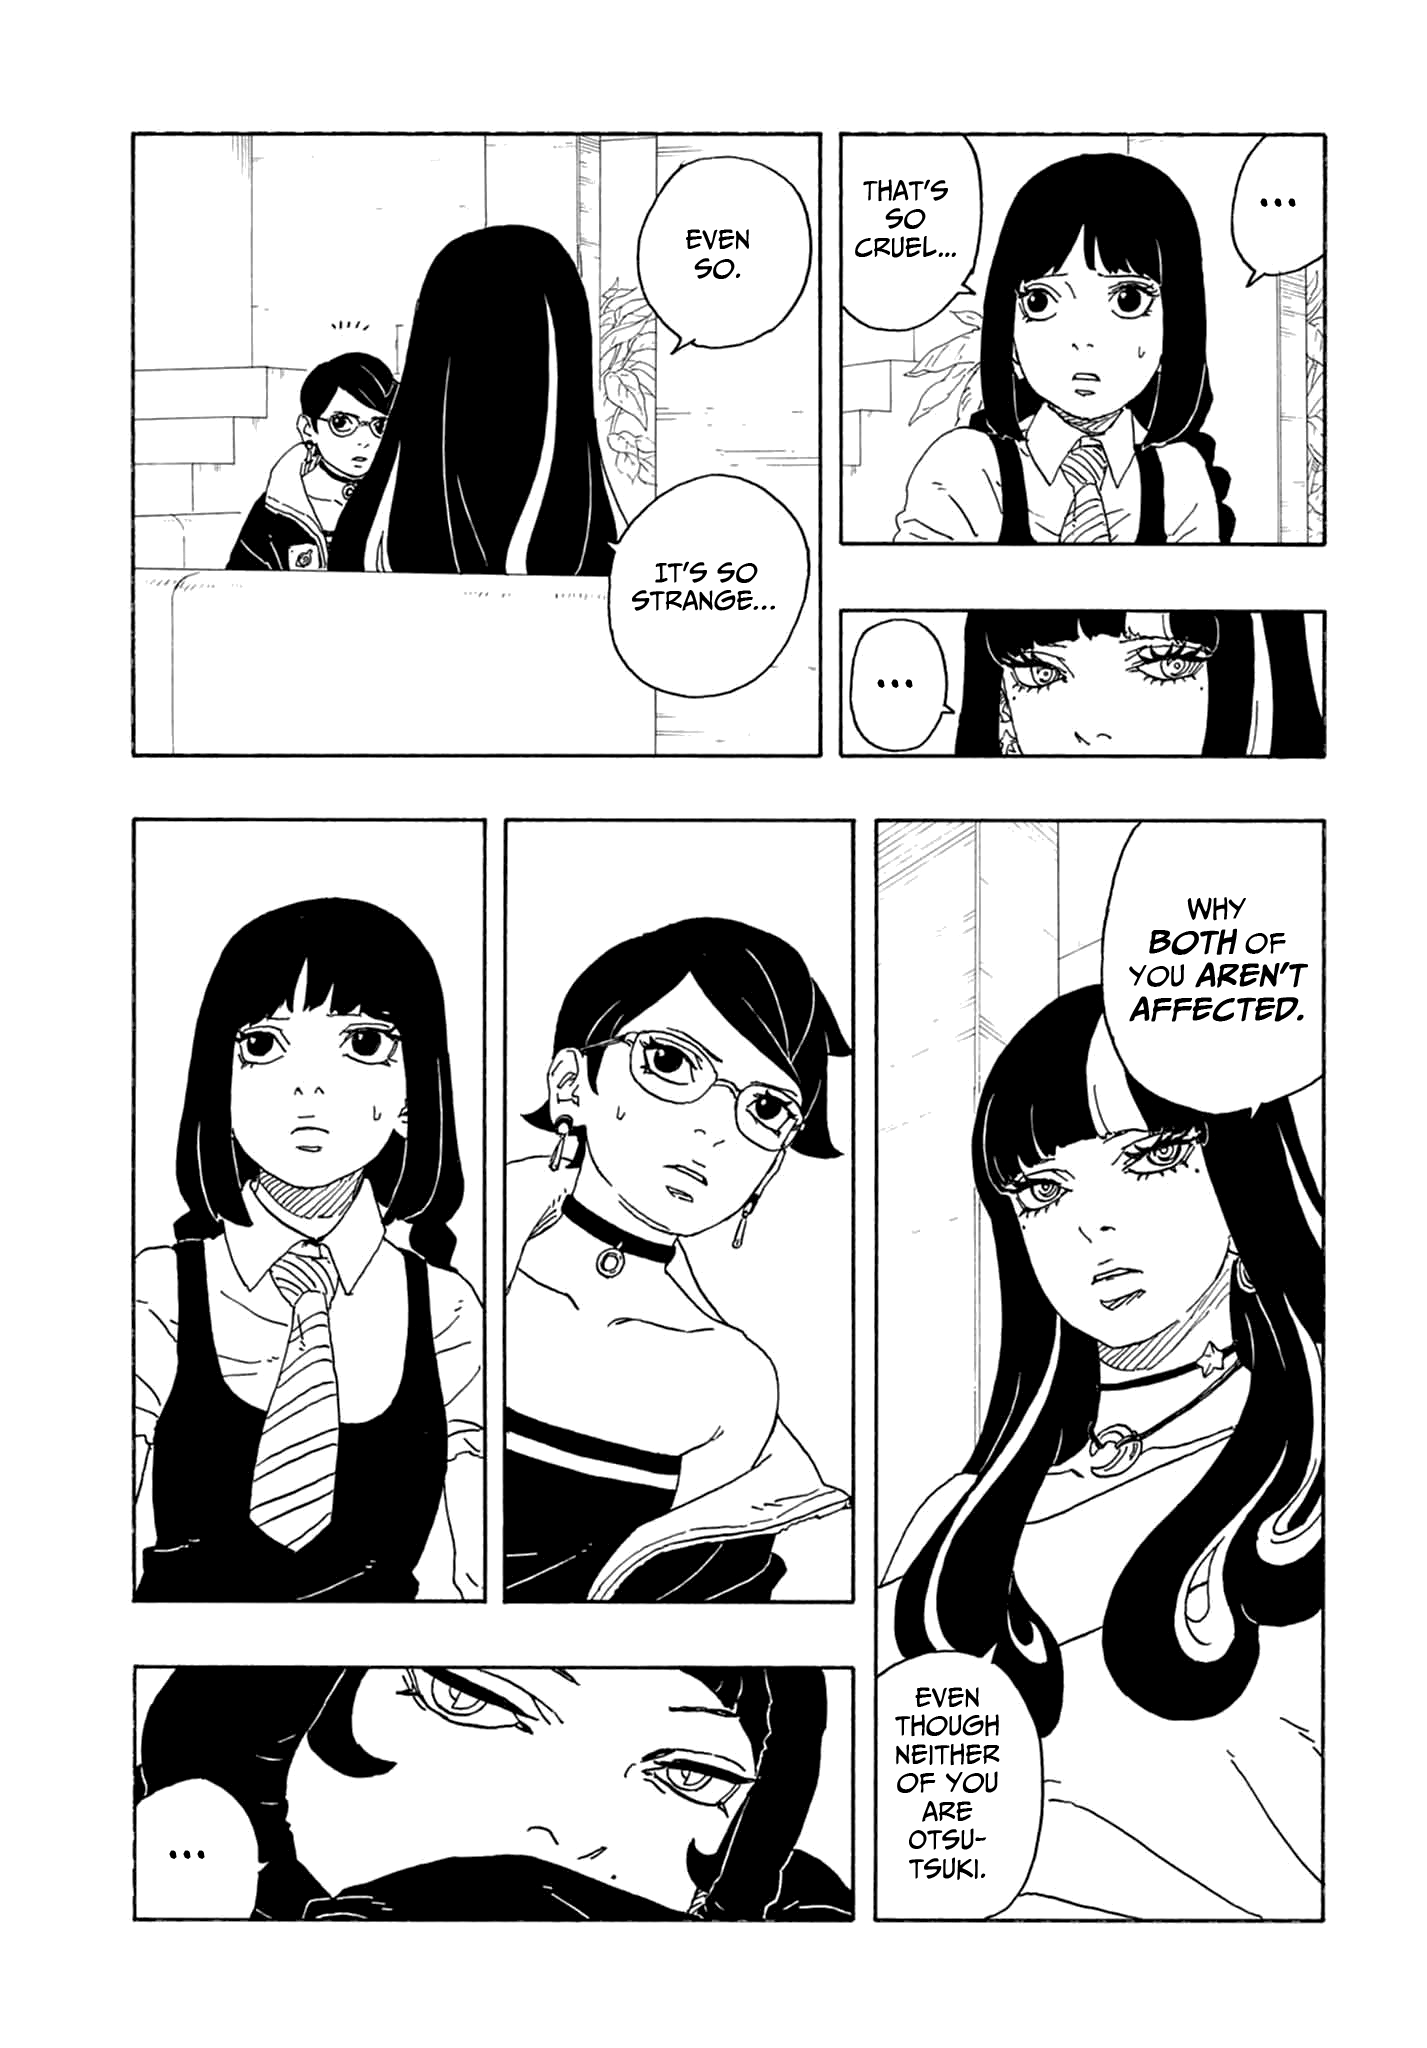 ...
THAT'S
SO
CRUEL...
...
EVEN
SO.
IT'S SO
STRANGE...
WHY
BOTH OF
YOU AREN'T
AFFECTED.
EVEN
THOUGH
NEITHER
OF YOU
ARE
OTSU-
TSUKI.
...